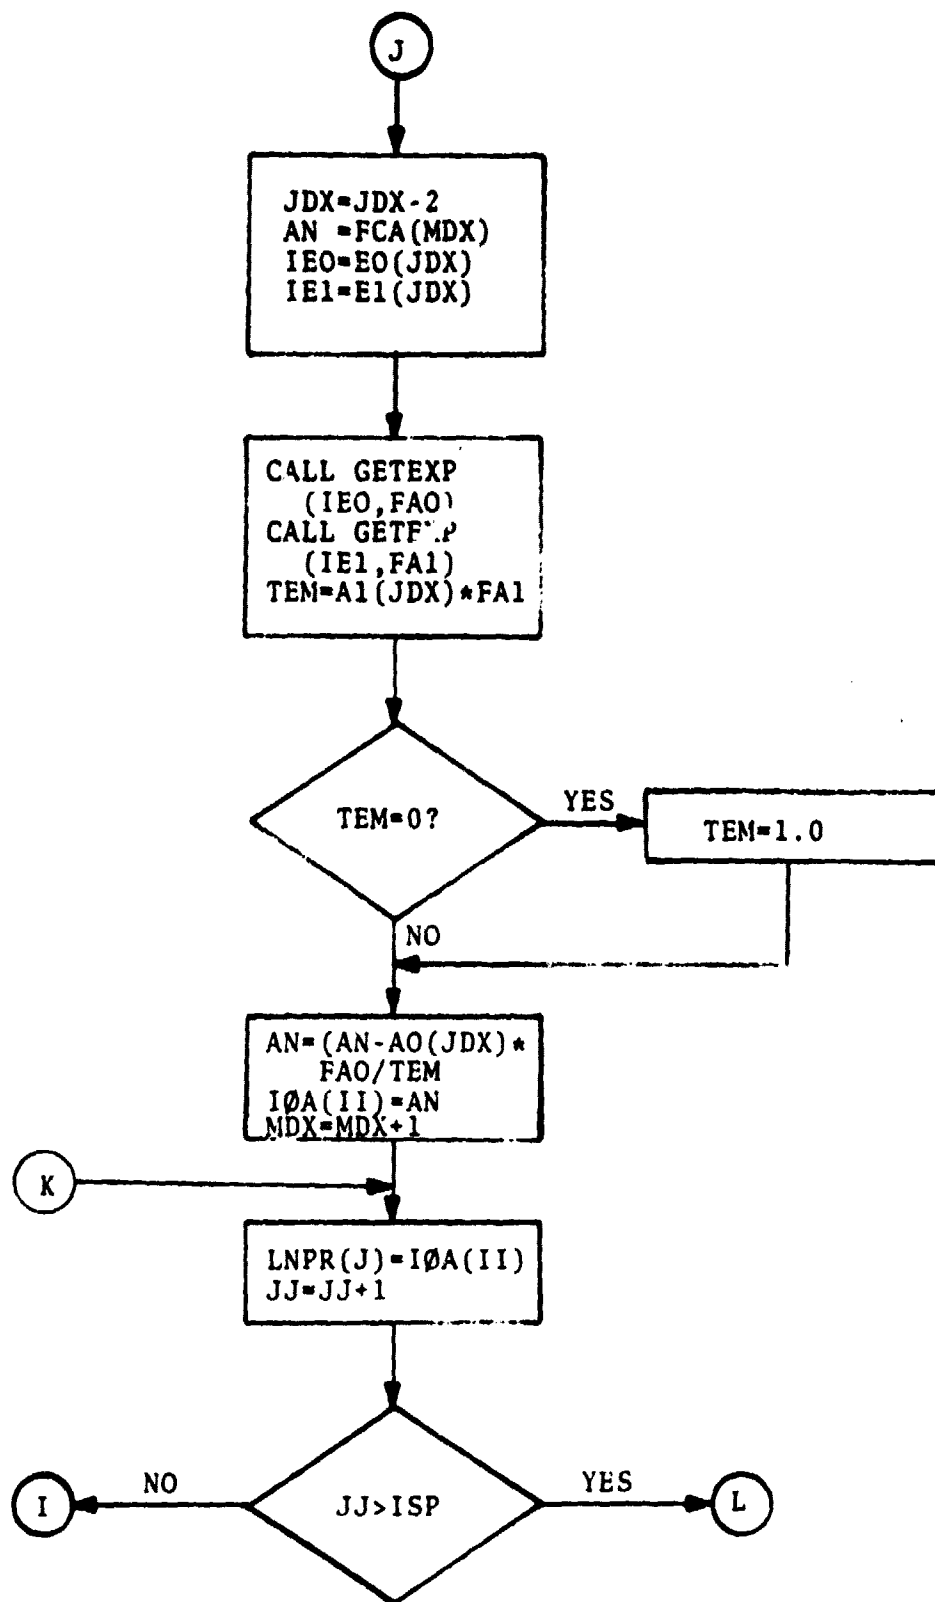 J
JDX=JDX-2
AN =FCA(MDX)
IE0=E0(JDX)
IE1=E1(JDX)
CALL GETEXP
(IE0,FA0)
CALL
(IE1,FA1)
TEM=A1(JDX)*FA1
TEM=0?
YES
TEM=1.0
NO
AN=(AN-A0(JDX)*
FA0/TEM
IØA(II)=AN
MDX=MDX+1
K
LNPR(J)=IØA(II)
JJ=JJ+1
NO
YES
I
JJ>ISP
L